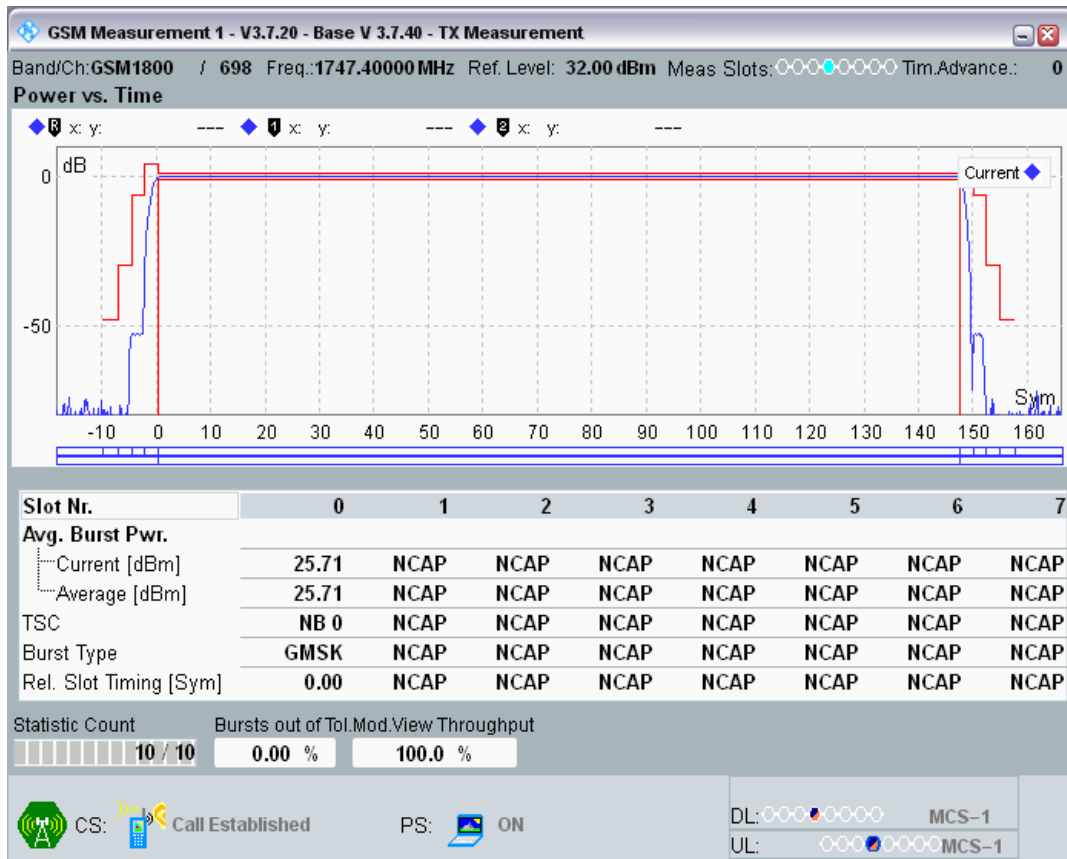 GSM Measurement 1 - V3.7.20 - Base V 3.7.40 - TX Measurement
Band/Ch:GSM1800 / 698 Freq.:1747.40000 MHz Ref. Level: 32.00 dBm Meas Slots: Tim.Advance.: 0
Power vs. Time
R x: y: --- 1 x: y: --- 2 x: y: ---
dB
Current
0
-50
Sym
-10 0 10 20 30 40 50 60 70 80 90 100 110 120 130 140 150 160
Slot Nr. 0 1 2 3 4 5 6 7
Avg. Burst Pwr.
Current [dBm] 25.71 NCAP NCAP NCAP NCAP NCAP NCAP NCAP
Average [dBm] 25.71 NCAP NCAP NCAP NCAP NCAP NCAP NCAP
TSC NB 0 NCAP NCAP NCAP NCAP NCAP NCAP NCAP
Burst Type GMSK NCAP NCAP NCAP NCAP NCAP NCAP NCAP
Rel. Slot Timing [Sym] 0.00 NCAP NCAP NCAP NCAP NCAP NCAP NCAP
Statistic Count Bursts out of Tol.Mod.View Throughput
10 / 10 0.00 % 100.0 %
CS: Call Established PS: ON DL: MCS-1
UL: MCS-1